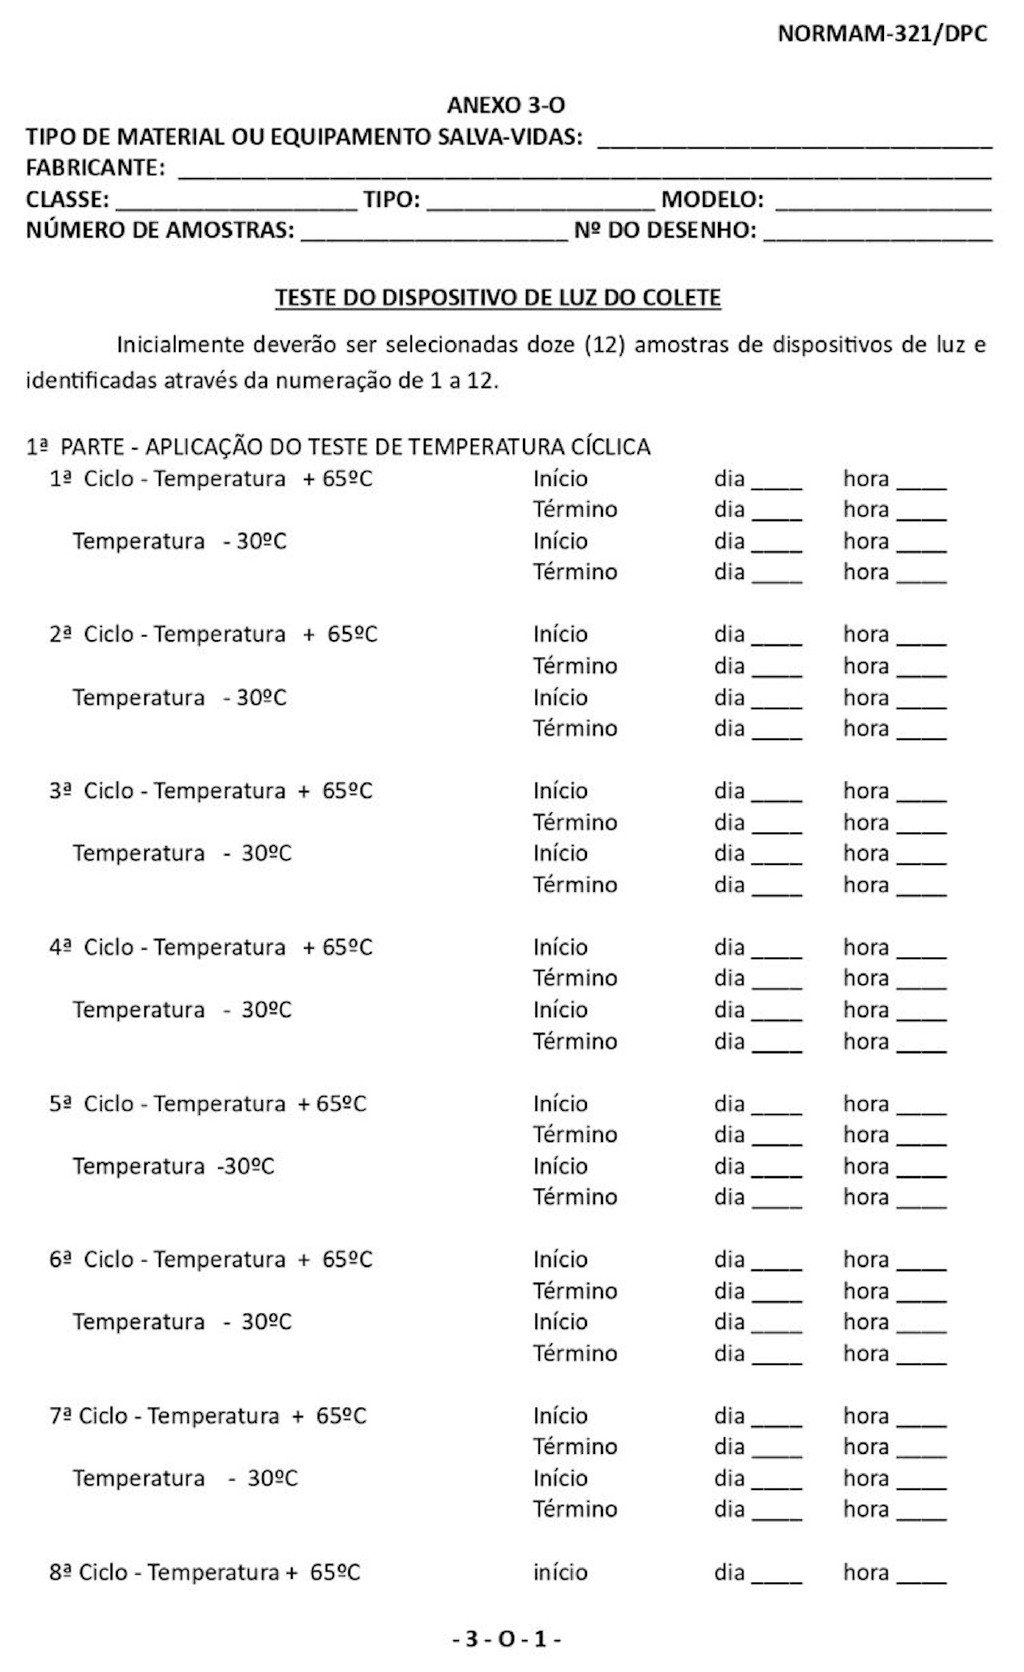 NORMAM-321/DPC
ANEXO 3-O
TIPO DE MATERIAL OU EQUIPAMENTO SALVA-VIDAS: ______________________________
FABRICANTE: ______________________________
CLASSE: ____________________ TIPO: ____________________ MODELO: ____________________
NÚMERO DE AMOSTRAS: ____________________ Nº DO DESENHO: ____________________
TESTE DO DISPOSITIVO DE LUZ DO COLETE
Inicialmente deverão ser selecionadas doze (12) amostras de dispositivos de luz e
identificadas através da numeração de 1 a 12.
1ª PARTE - APLICAÇÃO DO TESTE DE TEMPERATURA CÍCLICA
1ª Ciclo - Temperatura + 65ºC Início dia ____ hora ____
Término dia ____ hora ____
Temperatura - 30ºC Início dia ____ hora ____
Término dia ____ hora ____
2ª Ciclo - Temperatura + 65ºC Início dia ____ hora ____
Término dia ____ hora ____
Temperatura - 30ºC Início dia ____ hora ____
Término dia ____ hora ____
3ª Ciclo - Temperatura + 65ºC Início dia ____ hora ____
Término dia ____ hora ____
Temperatura - 30ºC Início dia ____ hora ____
Término dia ____ hora ____
4ª Ciclo - Temperatura + 65ºC Início dia ____ hora ____
Término dia ____ hora ____
Temperatura - 30ºC Início dia ____ hora ____
Término dia ____ hora ____
5ª Ciclo - Temperatura + 65ºC Início dia ____ hora ____
Término dia ____ hora ____
Temperatura -30ºC Início dia ____ hora ____
Término dia ____ hora ____
6ª Ciclo - Temperatura + 65ºC Início dia ____ hora ____
Término dia ____ hora ____
Temperatura - 30ºC Início dia ____ hora ____
Término dia ____ hora ____
7ª Ciclo - Temperatura + 65ºC Início dia ____ hora ____
Término dia ____ hora ____
Temperatura - 30ºC Início dia ____ hora ____
Término dia ____ hora ____
8ª Ciclo - Temperatura + 65ºC início dia ____ hora ____
- 3 - O - 1 -